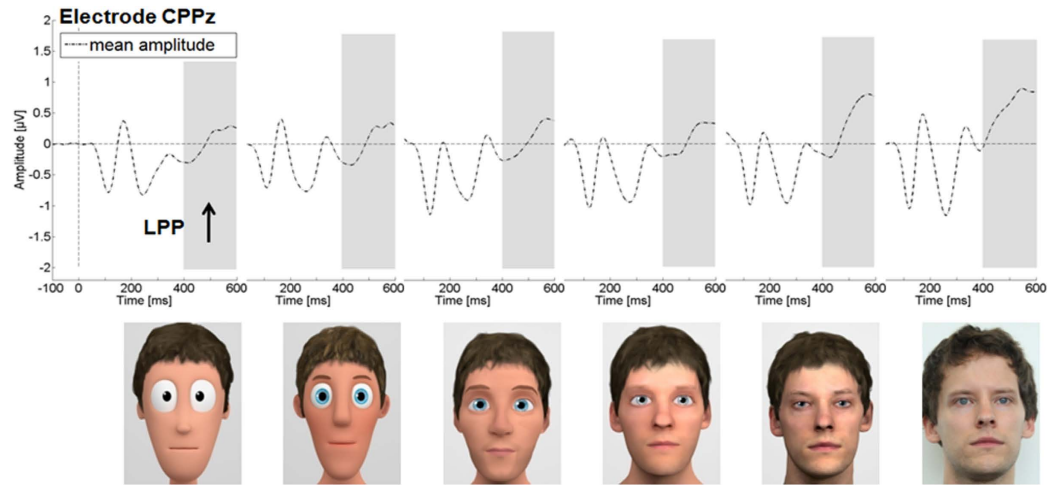 Electrode CPPz
mean amplitude
Amplitude [µV]
2
1.5
1
0.5
0
-0.5
-1
-1.5
-2
LPP
-100 0 200 400 600 200 400 600 200 400 600 200 400 600 200 400 600 200 400 600
Time [ms] Time [ms] Time [ms] Time [ms] Time [ms] Time [ms]